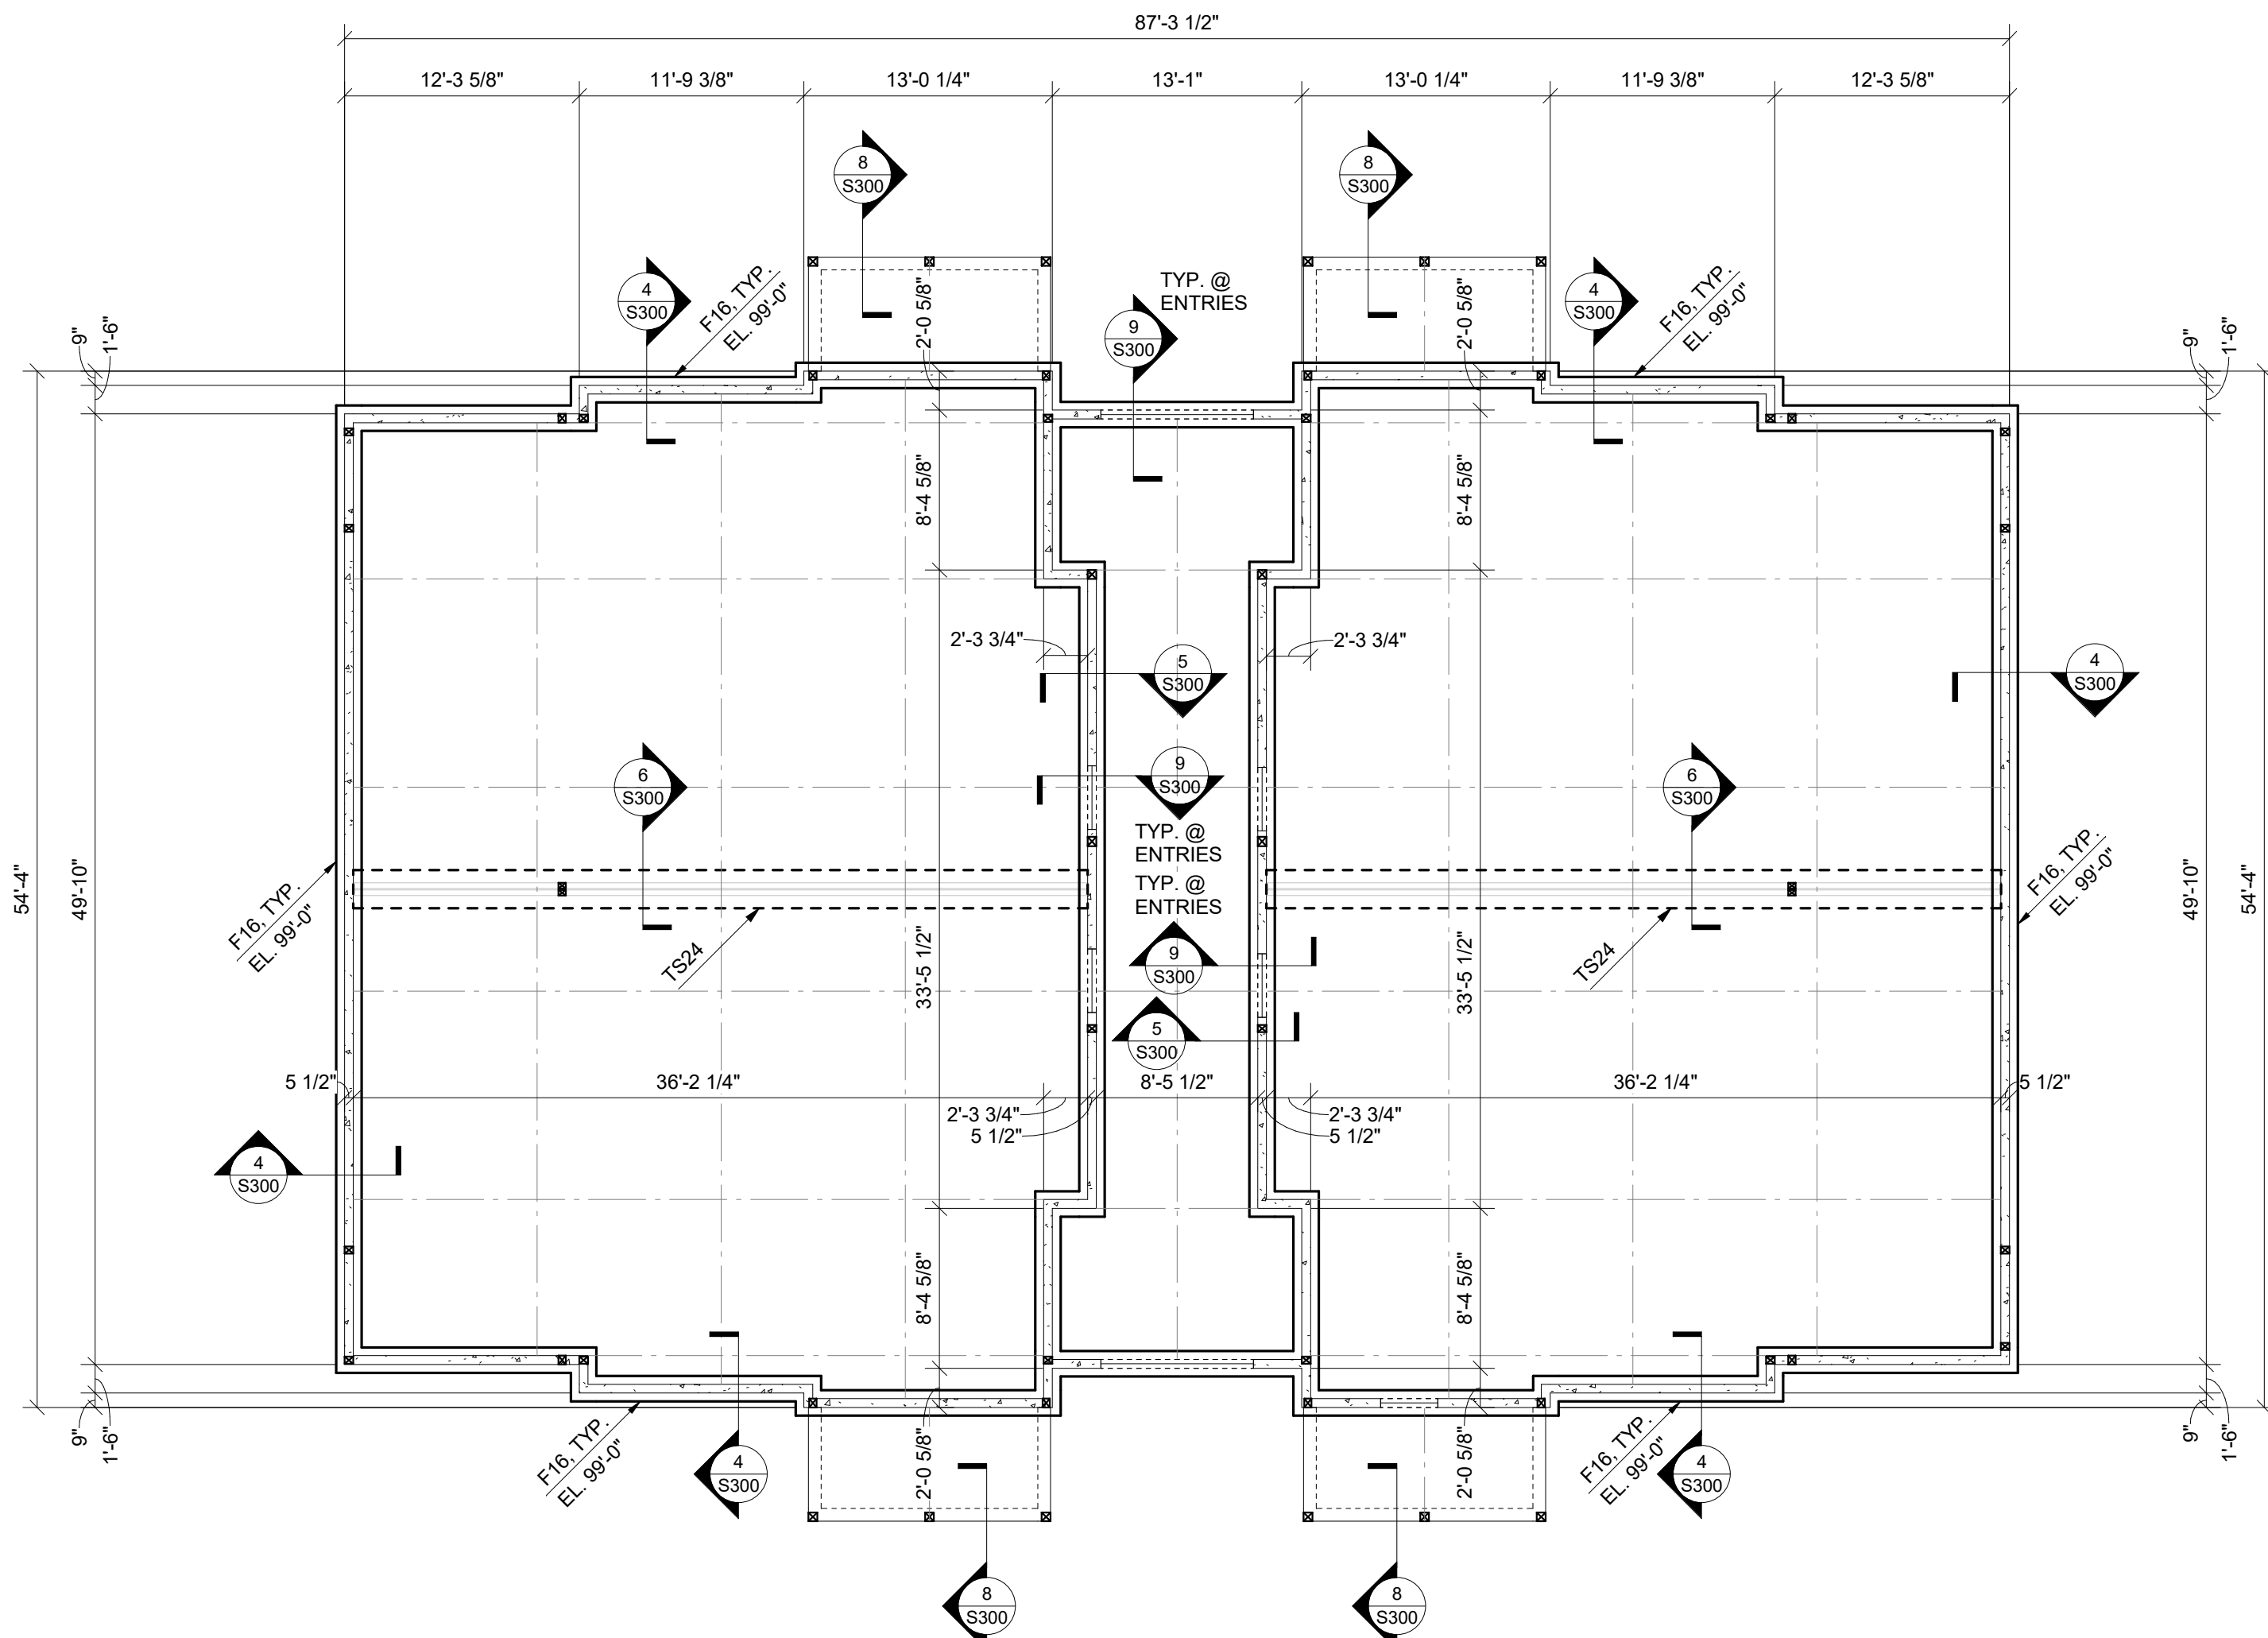 87'-3 1/2"
12'-3 5/8"
11'-9 3/8"
13'-0 1/4"
13'-1"
13'-0 1/4"
11'-9 3/8"
12'-3 5/8"
8
S300
8
S300
4
S300
F16, TYP.
EL. 99'-0"
2'-0 5/8"
TYP. @
ENTRIES
9
S300
2'-0 5/8"
4
S300
F16, TYP.
EL. 99'-0"
9"
1'-6"
9"
1'-6"
8'-4 5/8"
8'-4 5/8"
2'-3 3/4"
2'-3 3/4"
5
S300
4
S300
6
S300
9
S300
6
S300
TYP. @
ENTRIES
TYP. @
ENTRIES
54'-4"
49'-10"
F16, TYP.
EL. 99'-0"
TS24
33'-5 1/2"
9
S300
33'-5 1/2"
TS24
F16, TYP.
EL. 99'-0"
49'-10"
54'-4"
5
S300
5 1/2"
36'-2 1/4"
8'-5 1/2"
36'-2 1/4"
5 1/2"
2'-3 3/4"
5 1/2"
2'-3 3/4"
5 1/2"
4
S300
8'-4 5/8"
8'-4 5/8"
9"
1'-6"
F16, TYP.
EL. 99'-0"
4
S300
2'-0 5/8"
2'-0 5/8"
F16, TYP.
EL. 99'-0"
4
S300
9"
1'-6"
8
S300
8
S300